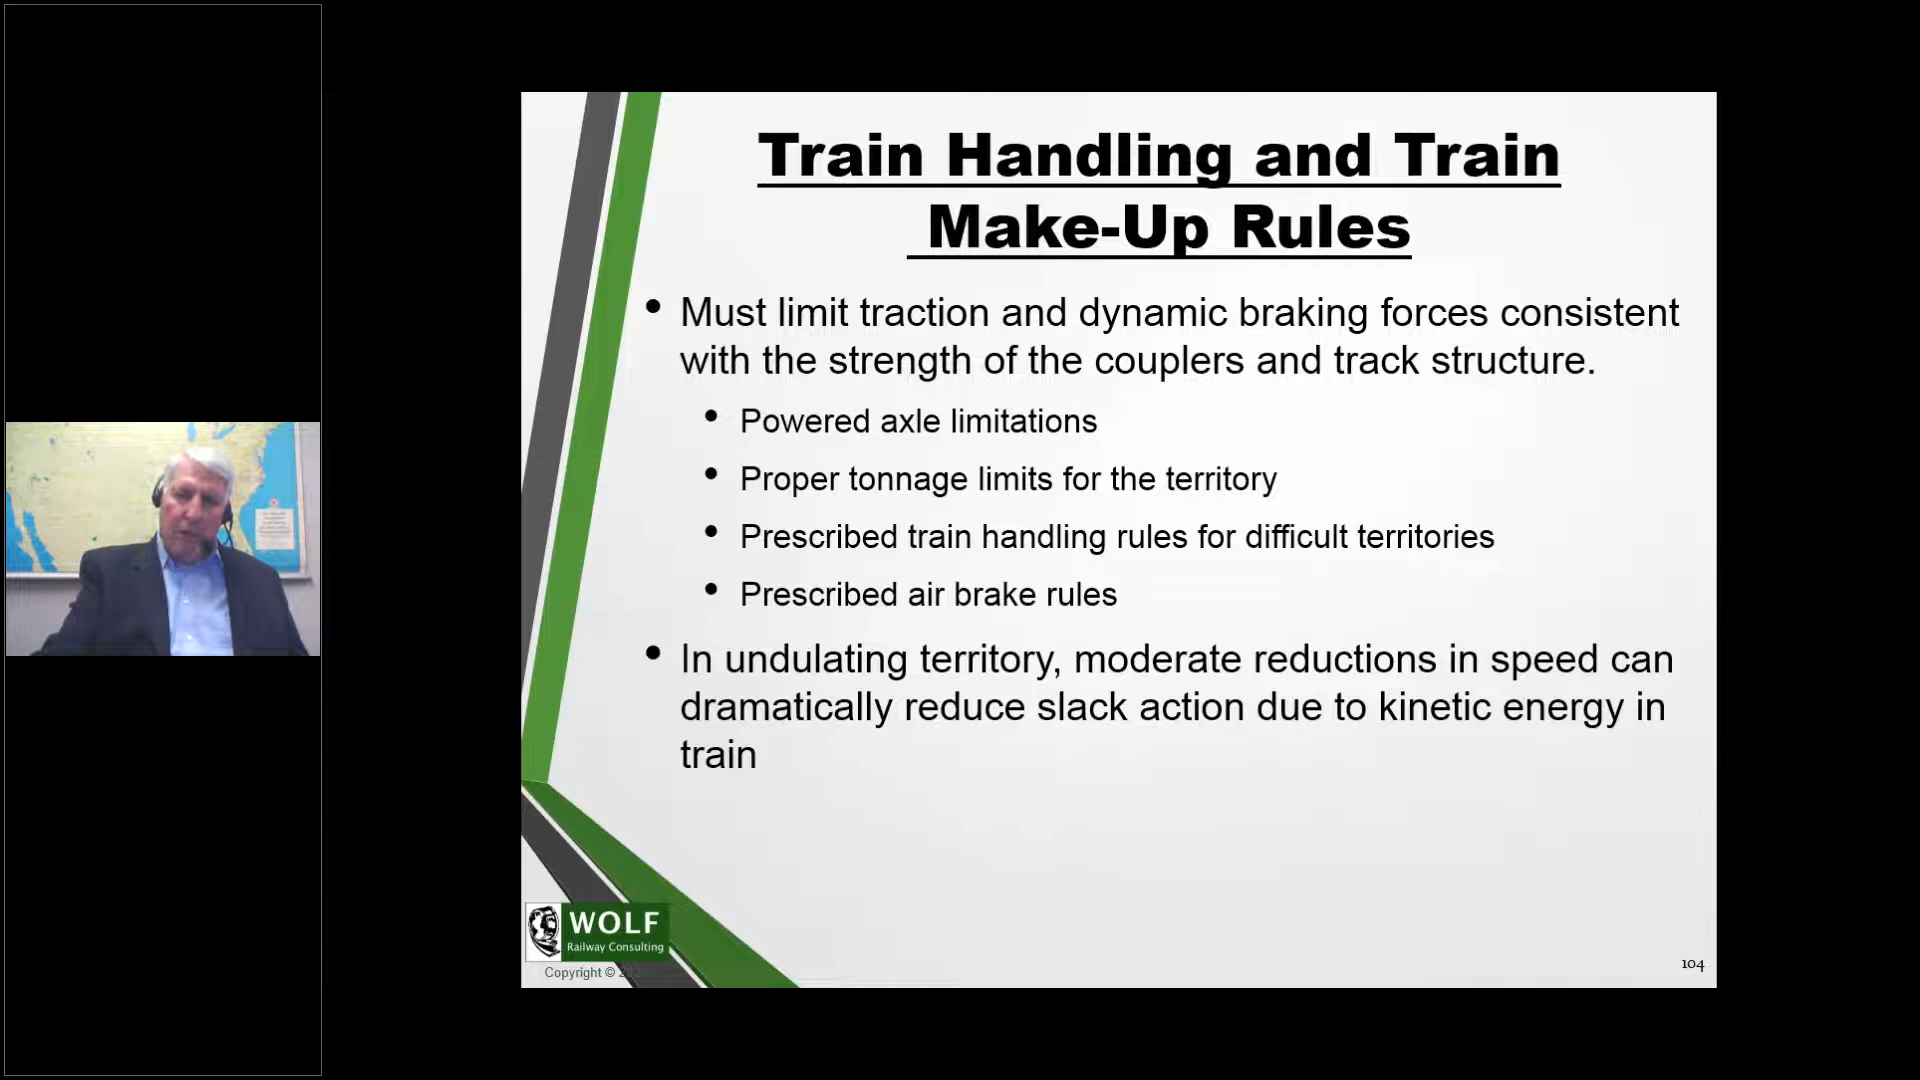 Train Handling and Train
Make-Up Rules
• Must limit traction and dynamic braking forces consistent
with the strength of the couplers and track structure.
• Powered axle limitations
• Proper tonnage limits for the territory
• Prescribed train handling rules for difficult territories
• Prescribed air brake rules
• In undulating territory, moderate reductions in speed can
dramatically reduce slack action due to kinetic energy in
train
WOLF
Railway Consulting
Copyright ©
104